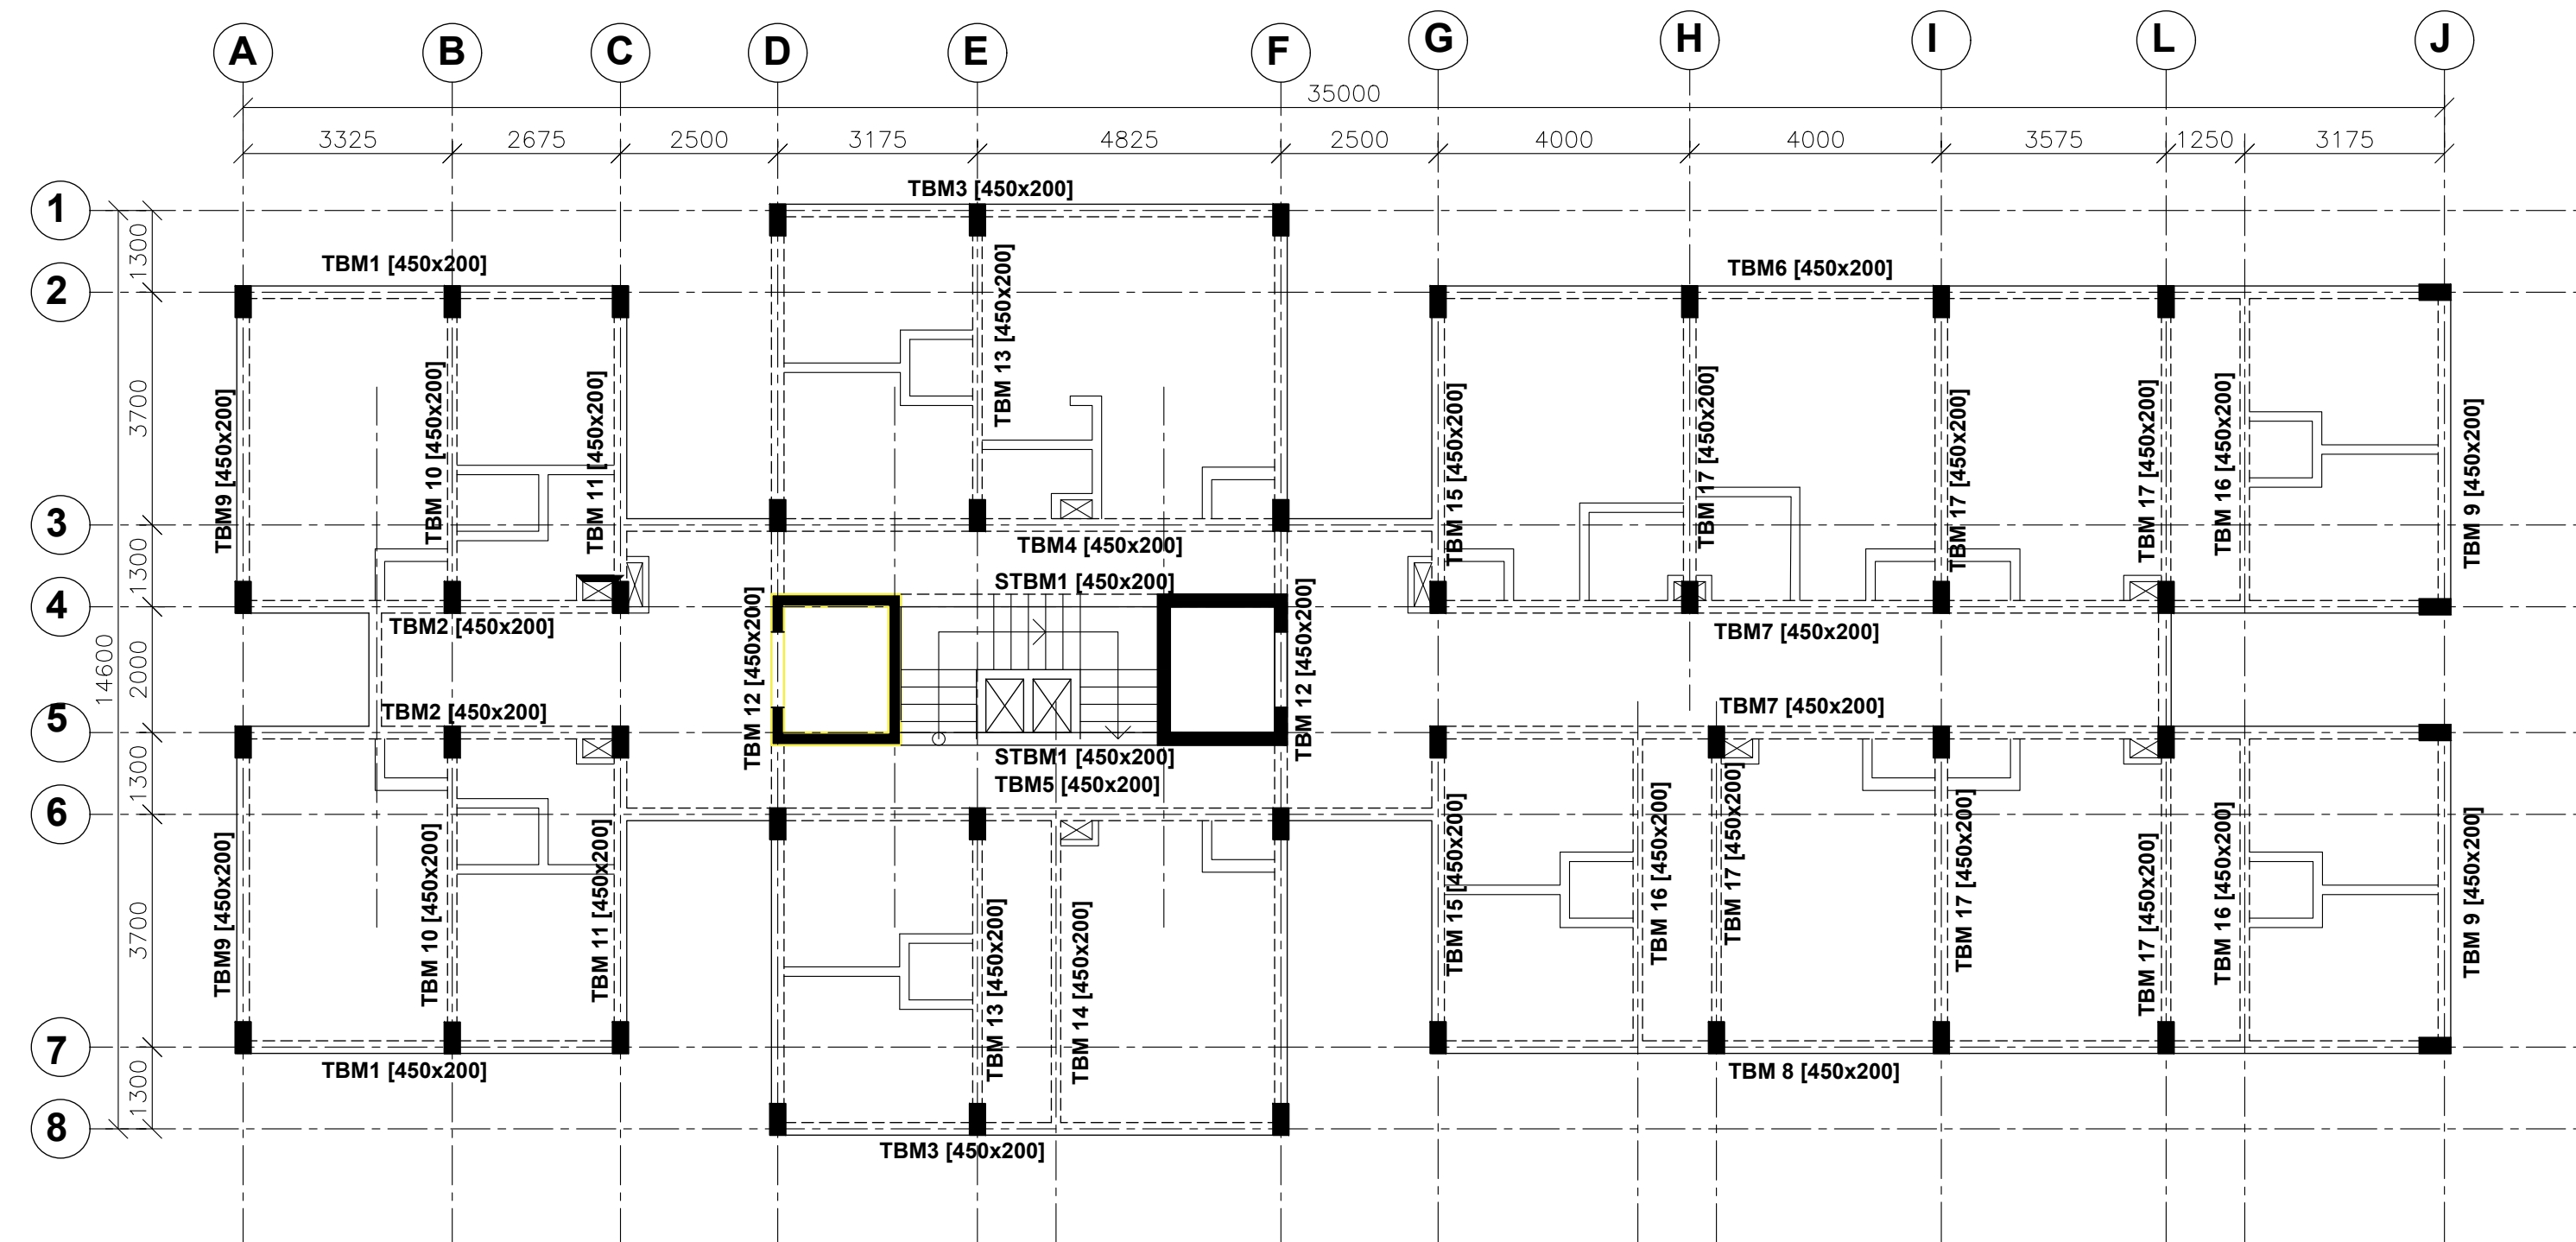 A B C D E F G H I L J
35000
3325 2675 2500 3175 4825 2500 4000 4000 3575 1250 3175
1
2
3
4
5
6
7
8
1300
3700
1300
2000
1300
3700
1300
14600
TBM3 [450x200]
TBM1 [450x200]
TBM6 [450x200]
TBM9 [450x200]
TBM 10 [450x200]
TBM 11 [450x200]
TBM 13 [450x200]
TBM 15 [450x200]
TBM 17 [450x200]
TBM 17 [450x200]
TBM 17 [450x200]
TBM 16 [450x200]
TBM 9 [450x200]
TBM4 [450x200]
STBM1 [450x200]
TBM2 [450x200]
TBM7 [450x200]
TBM 12 [450x200]
TBM 12 [450x200]
TBM2 [450x200]
TBM7 [450x200]
STBM1 [450x200]
TBM5 [450x200]
TBM9 [450x200]
TBM 10 [450x200]
TBM 11 [450x200]
TBM 13 [450x200]
TBM 14 [450x200]
TBM 15 [450x200]
TBM 16 [450x200]
TBM 17 [450x200]
TBM 17 [450x200]
TBM 17 [450x200]
TBM 16 [450x200]
TBM 9 [450x200]
TBM1 [450x200]
TBM 8 [450x200]
TBM3 [450x200]